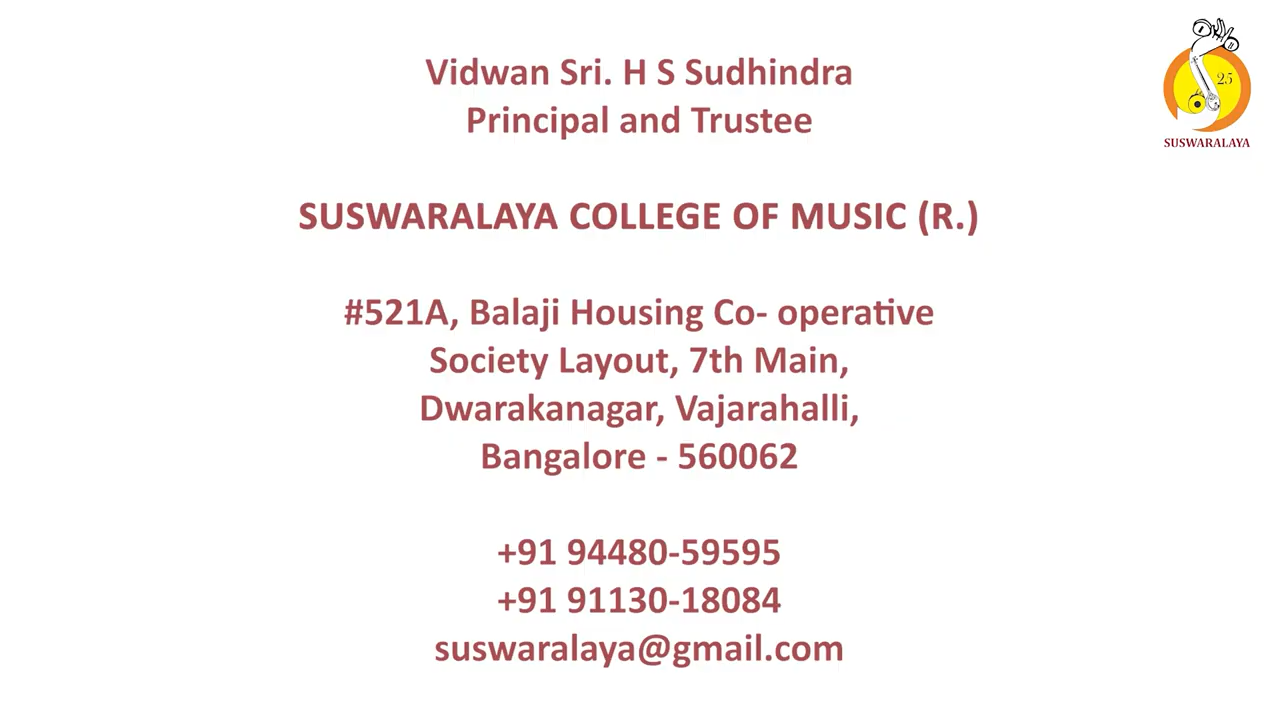 Vidwan Sri. H S Sudhindra
Principal and Trustee
SUSWARALAYA COLLEGE OF MUSIC (R.)
#521A, Balaji Housing Co- operative
Society Layout, 7th Main,
Dwarakanagar, Vajarahalli,
Bangalore - 560062
+91 94480-59595
+91 91130-18084
suswaralaya@gmail.com
25
SUSWARALAYA